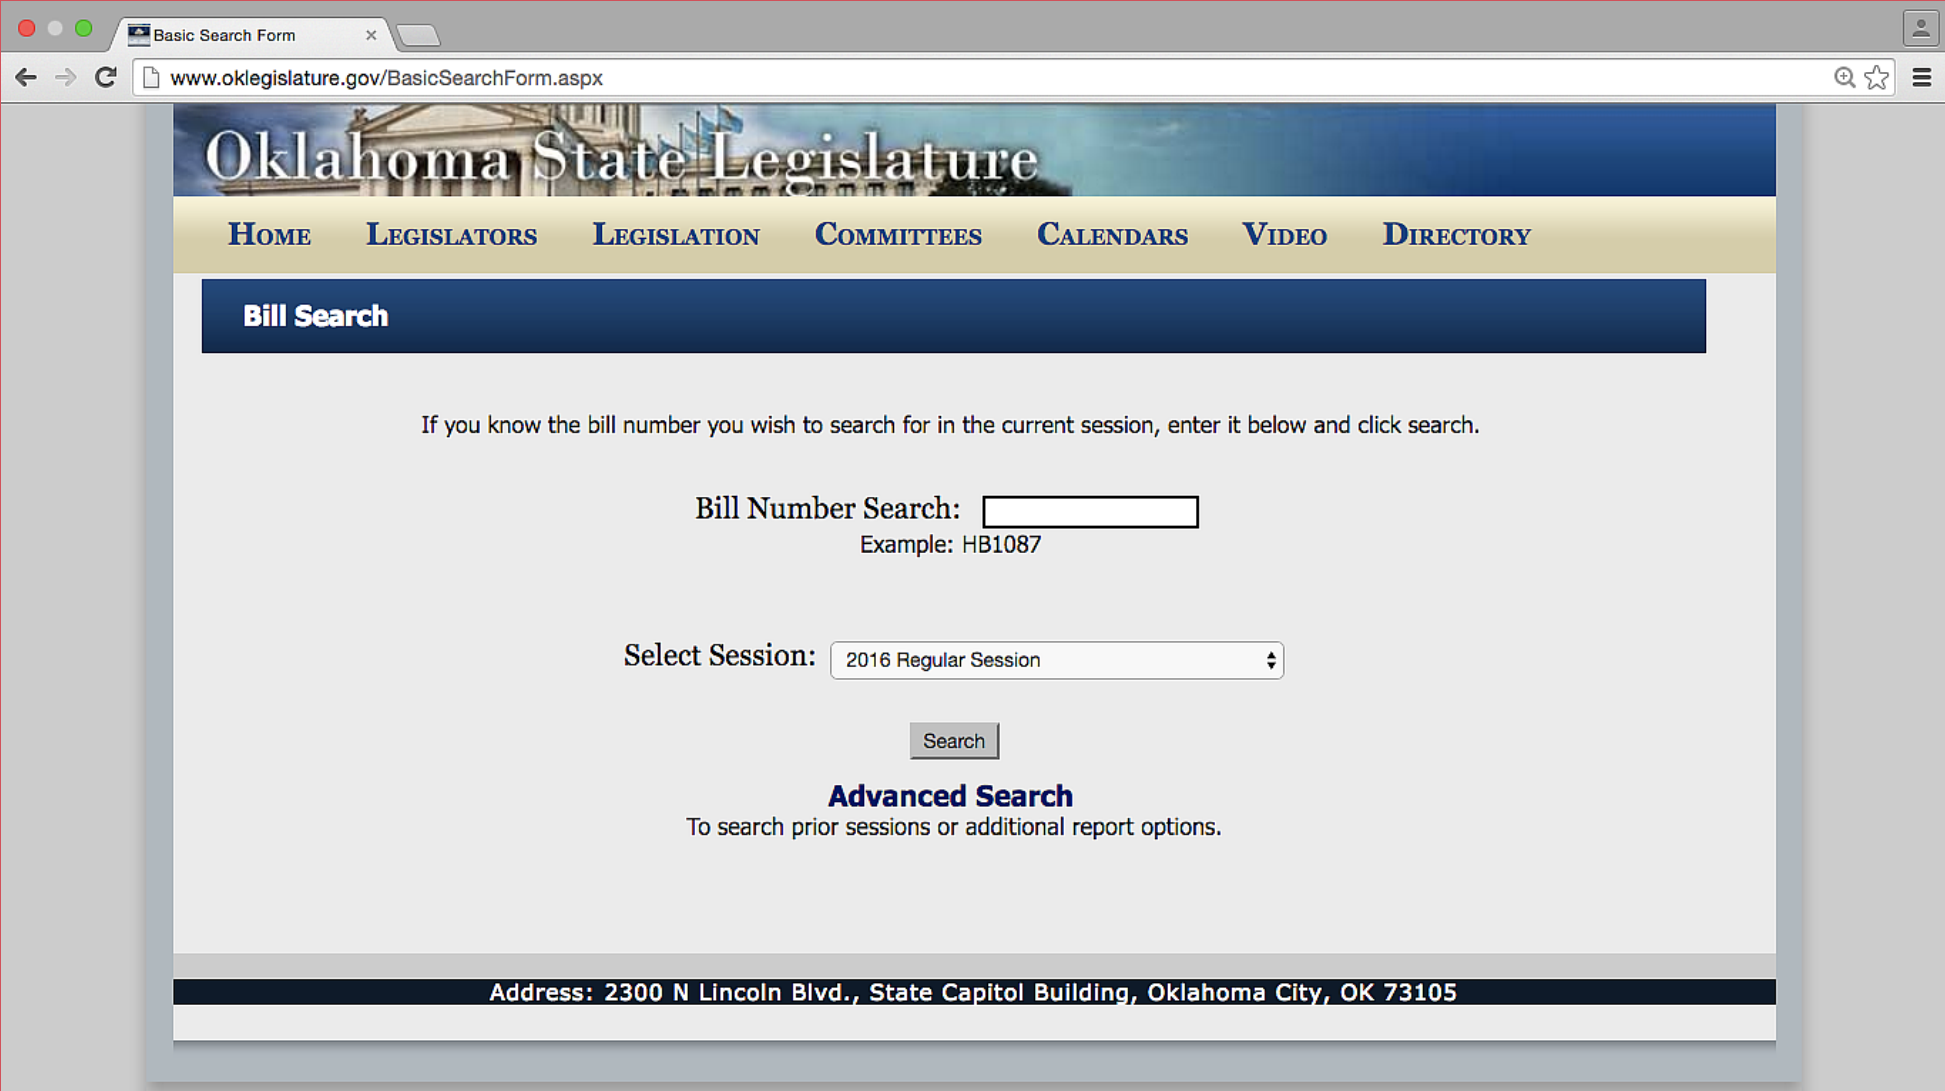 Basic Search Form
www.oklegislature.gov/BasicSearchForm.aspx
Oklahoma State Legislature
HOME LEGISLATORS LEGISLATION COMMITTEES CALENDARS VIDEO DIRECTORY
Bill Search
If you know the bill number you wish to search for in the current session, enter it below and click search.
Bill Number Search:
Example: HB1087
Select Session: 2016 Regular Session
Search
Advanced Search
To search prior sessions or additional report options.
Address: 2300 N Lincoln Blvd., State Capitol Building, Oklahoma City, OK 73105